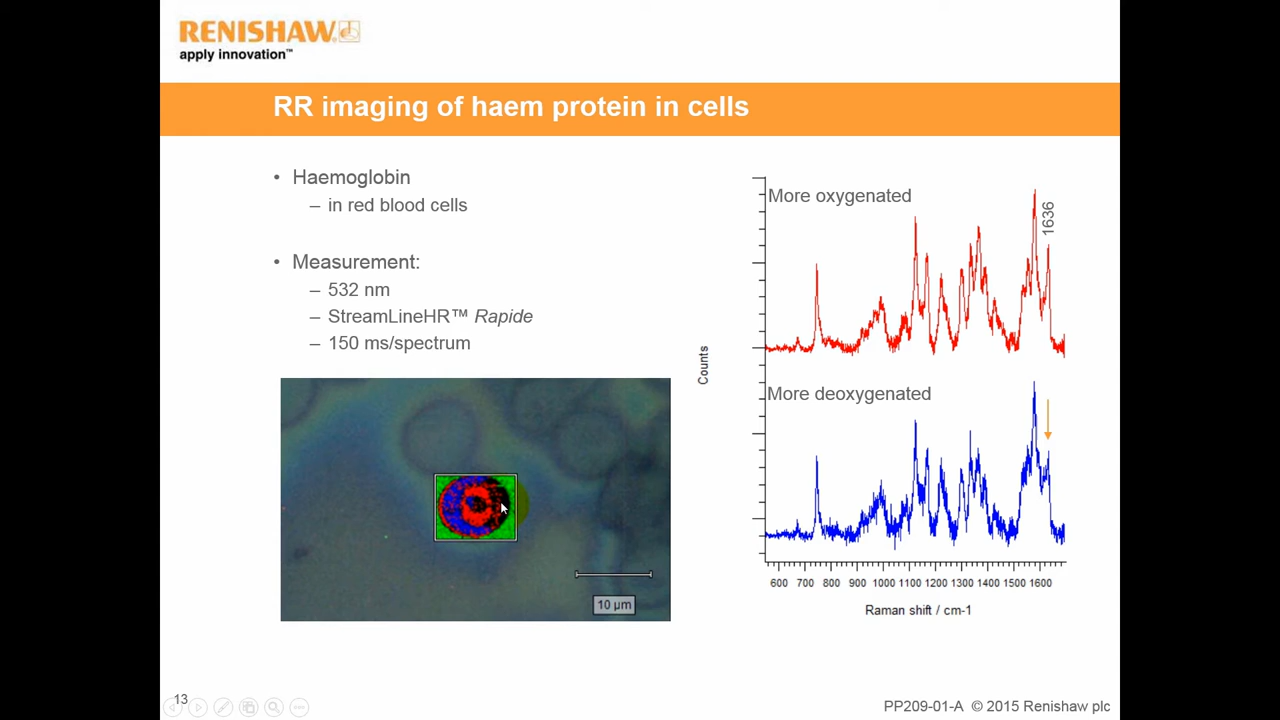 RENISHAW
apply innovation™
RR imaging of haem protein in cells
• Haemoglobin
– in red blood cells
• Measurement:
– 532 nm
– StreamLineHR™ Rapide
– 150 ms/spectrum
10 µm
More oxygenated
1636
Counts
More deoxygenated
600 700 800 900 1000 1100 1200 1300 1400 1500 1600
Raman shift / cm-1
13
PP209-01-A © 2015 Renishaw plc